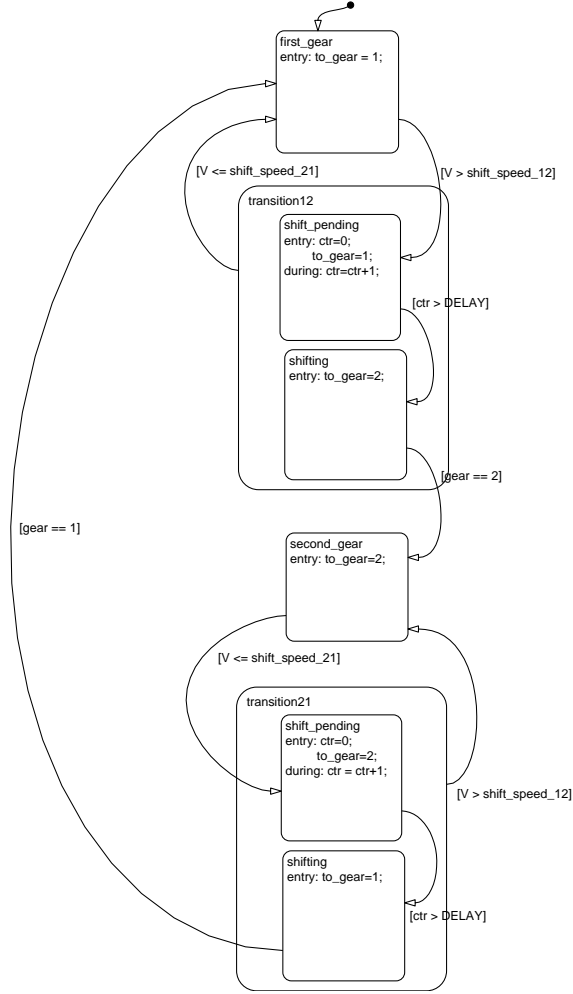 first_gear
entry: to_gear = 1;
[V <= shift_speed_21]
[V > shift_speed_12]
transition12
shift_pending
entry: ctr=0;
to_gear=1;
during: ctr=ctr+1;
[ctr > DELAY]
shifting
entry: to_gear=2;
[gear == 2]
[gear == 1]
second_gear
entry: to_gear=2;
[V <= shift_speed_21]
transition21
shift_pending
entry: ctr=0;
to_gear=2;
during: ctr = ctr+1;
[V > shift_speed_12]
shifting
entry: to_gear=1;
[ctr > DELAY]